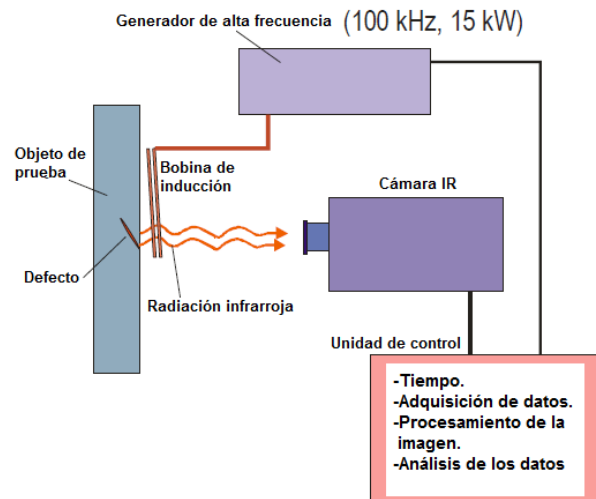 Generador de alta frecuencia (100 kHz, 15 kW)
Objeto de
prueba
Bobina de
inducción
Cámara IR
Defecto
Radiación infrarroja
Unidad de control
-Tiempo.
-Adquisición de datos.
-Procesamiento de la
imagen.
-Análisis de los datos